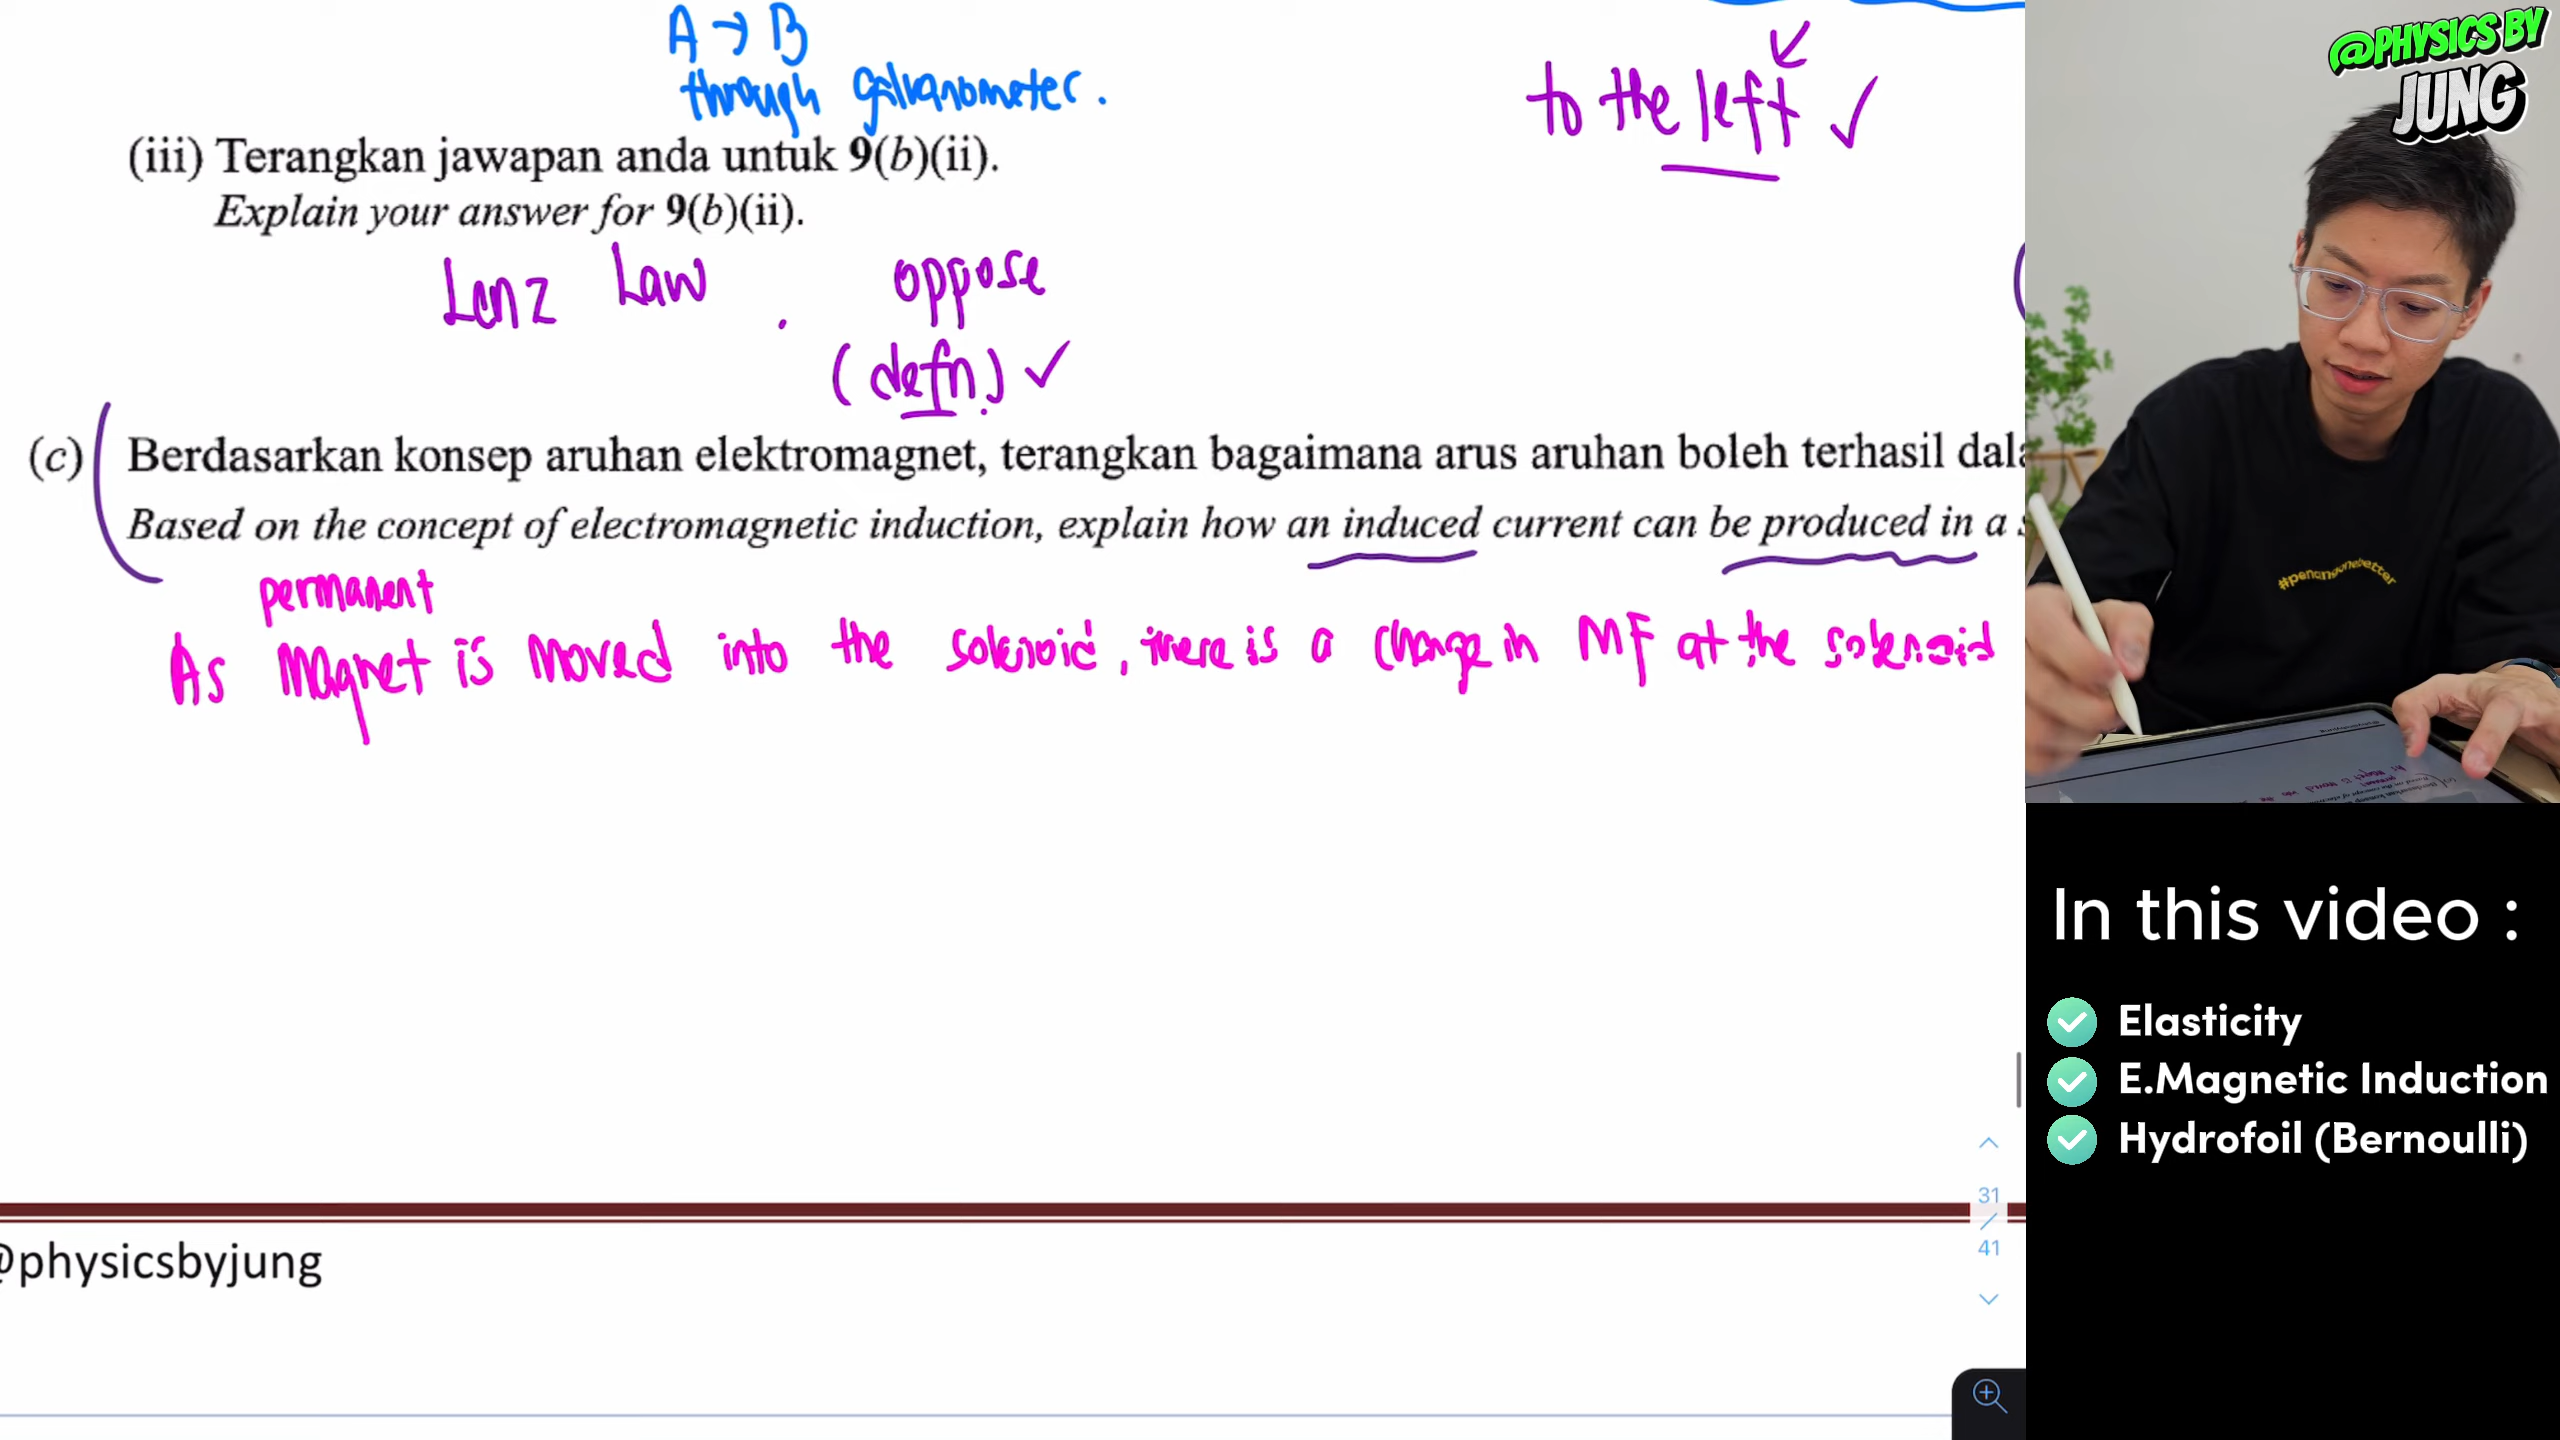 A → B
through galvanometer.
to the left ✓
(iii) Terangkan jawapan anda untuk 9(b)(ii).
Explain your answer for 9(b)(ii).
Lenz Law . oppose
(defn) ✓
(c) Berdasarkan konsep aruhan elektromagnet, terangkan bagaimana arus aruhan boleh terhasil dala
Based on the concept of electromagnetic induction, explain how an induced current can be produced in a s
permanent
As magnet is moved into the solenoid, there is a change in MF at the solenoid
31
/
41
@physicsbyjung
@PHYSICS BY
JUNG
In this video :
Elasticity
E.Magnetic Induction
Hydrofoil (Bernoulli)